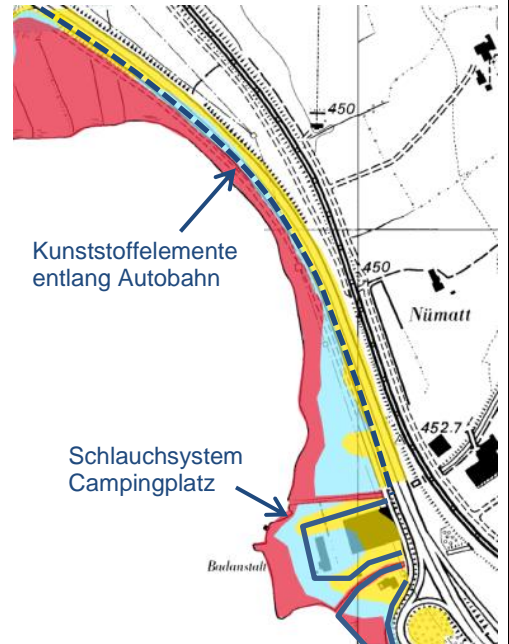 450
Kunststoffelemente
entlang Autobahn
450
Nümatt
452.7
Schlauchsystem
Campingplatz
Badanstalt